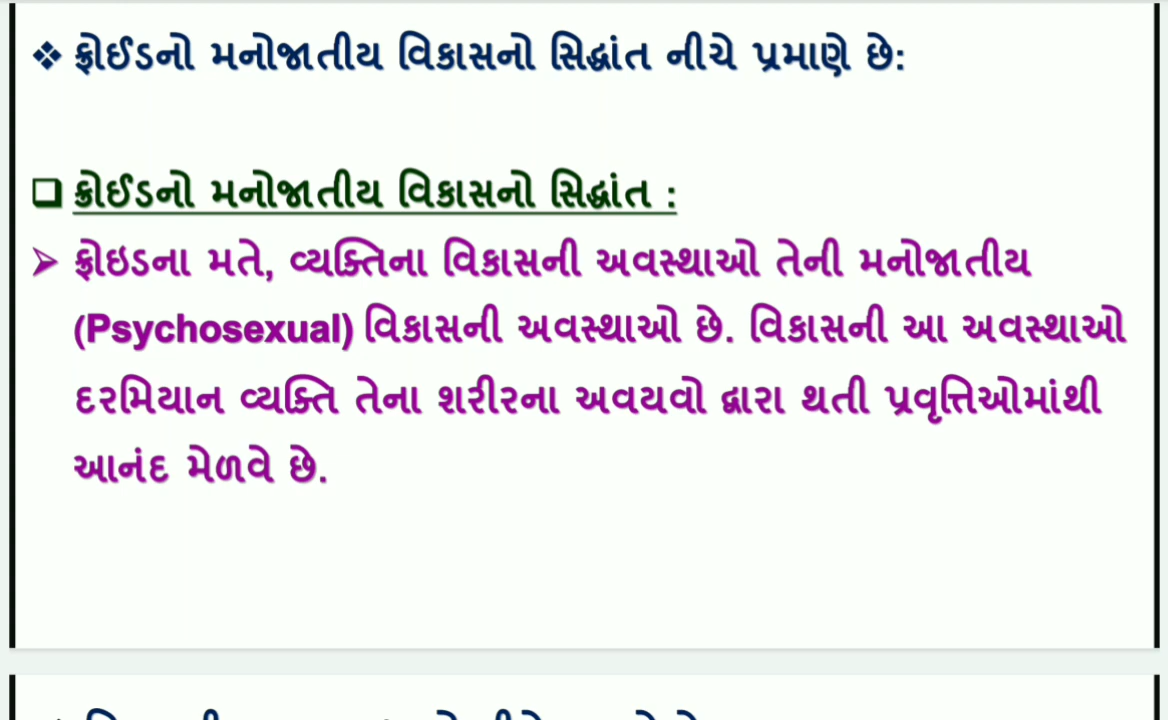 ❖ ફ્રોઈડનો મનોજાતીય વિકાસનો સિદ્ધાંત નીચે પ્રમાણે છે:
❑ ફ્રોઈડનો મનોજાતીય વિકાસનો સિદ્ધાંત :
➢ ફ્રોઇડના મતે, વ્યક્તિના વિકાસની અવસ્થાઓ તેની મનોજાતીય
(Psychosexual) વિકાસની અવસ્થાઓ છે. વિકાસની આ અવસ્થાઓ
દરમિયાન વ્યક્તિ તેના શરીરના અવયવો દ્વારા થતી પ્રવૃત્તિઓમાંથી
આનંદ મેળવે છે.